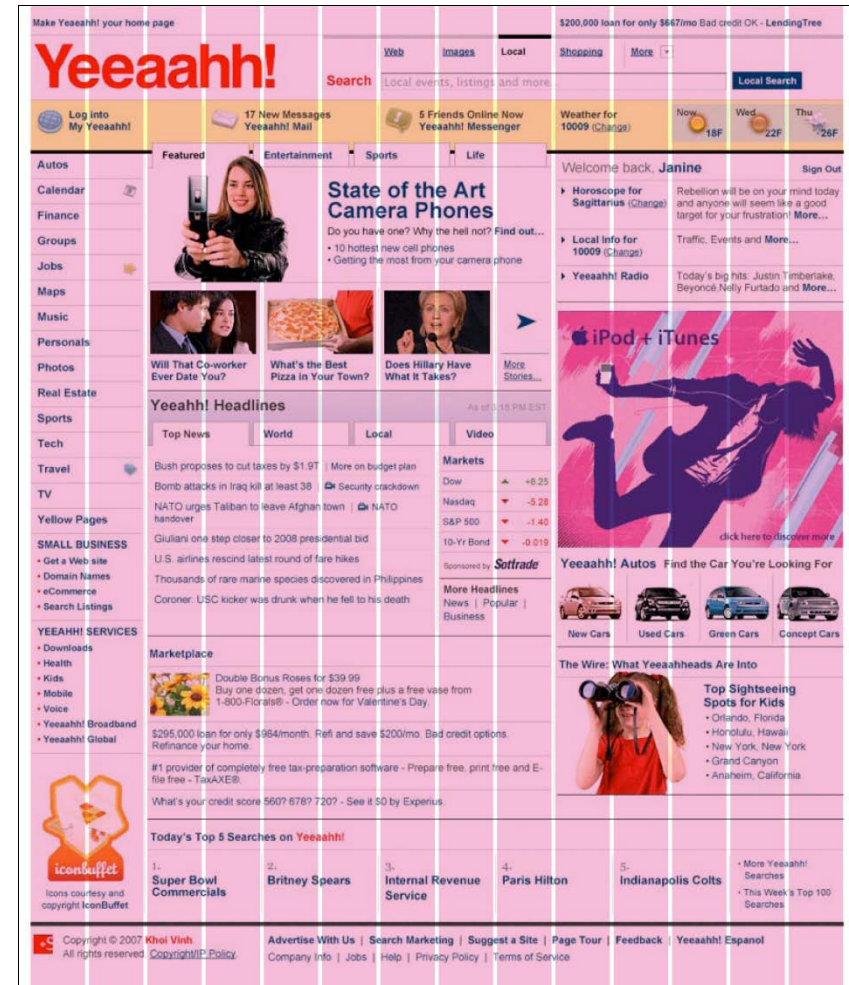 Make Yeaeahh! your home page
$200,000 loan for only $667/mo Bad credit OK - LendingTree
Yeeaahh!
Web
Images
Local
Shopping
More
Search
Local events, listings and more...
Local Search
Log into
My Yeeaahh!
17 New Messages
Yeeaahh! Mail
5 Friends Online Now
Yeeaahh! Messenger
Weather for
10009 (Change)
Now
18F
Wed
22F
Thu
-26F
Autos
Calendar
Finance
Groups
Jobs
Maps
Music
Personals
Photos
Real Estate
Sports
Tech
Travel
TV
Yellow Pages
SMALL BUSINESS
• Get a Web site
• Domain Names
• eCommerce
• Search Listings
YEEAHH! SERVICES
• Downloads
• Health
• Kids
• Mobile
• Voice
• Yeeaahh! Broadband
• Yeeaahh! Global
iconbuffet
Icons courtesy and
copyright IconBuffet
Featured
Entertainment
Sports
Life
State of the Art
Camera Phones
Do you have one? Why the hell not? Find out...
• 10 hottest new cell phones
• Getting the most from your camera phone
Will That Co-worker
Ever Date You?
What's the Best
Pizza in Your Town?
Does Hillary Have
What It Takes?
More
Stories...
Yeeahh! Headlines
As of 3:18 PM EST
Top News
World
Local
Video
Bush proposes to cut taxes by $1.9T | More on budget plan
Bomb attacks in Iraq kill at least 38 | Security crackdown
NATO urges Taliban to leave Afghan town | NATO
handover
Giuliani one step closer to 2008 presidential bid
U.S. airlines rescind latest round of fare hikes
Thousands of rare marine species discovered in Philippines
Coroner: USC kicker was drunk when he fell to his death
Markets
Dow +8.25
Nasdaq -5.28
S&P 500 -1.40
10-Yr Bond -0.019
Sponsored by Sottrade
More Headlines
News | Popular |
Business
Marketplace
Double Bonus Roses for $39.99
Buy one dozen, get one dozen free plus a free vase from
1-800-Florals® - Order now for Valentine's Day.
$295,000 loan for only $984/month. Refi and save $200/mo. Bad credit options.
Refinance your home.
#1 provider of completely free tax-preparation software - Prepare free, print free and E-
file free - TaxAXE®.
What's your credit score 560? 678? 720? - See it $0 by Experius.
Welcome back, Janine
Sign Out
Horoscope for
Sagittarius (Change)
Rebellion will be on your mind today
and anyone will seem like a good
target for your frustration! More...
Local Info for
10009 (Change)
Traffic, Events and More...
Yeeaahh! Radio
Today's big hits: Justin Timberlake,
Beyoncé,Nelly Furtado and More...
iPod + iTunes
click here to discover more
Yeeaahh! Autos Find the Car You're Looking For
New Cars
Used Cars
Green Cars
Concept Cars
The Wire: What Yeeaahheads Are Into
Top Sightseeing
Spots for Kids
• Orlando, Florida
• Honolulu, Hawaii
• New York, New York
• Grand Canyon
• Anaheim, California
Today's Top 5 Searches on Yeeaahh!
1.
Super Bowl
Commercials
2.
Britney Spears
3.
Internal Revenue
Service
4.
Paris Hilton
5.
Indianapolis Colts
• More Yeeaahh!
Searches
• This Week's Top 100
Searches
Copyright © 2007 Khoi Vinh.
All rights reserved. Copyright/IP Policy.
Advertise With Us | Search Marketing | Suggest a Site | Page Tour | Feedback | Yeeaahh! Espanol
Company Info | Jobs | Help | Privacy Policy | Terms of Service